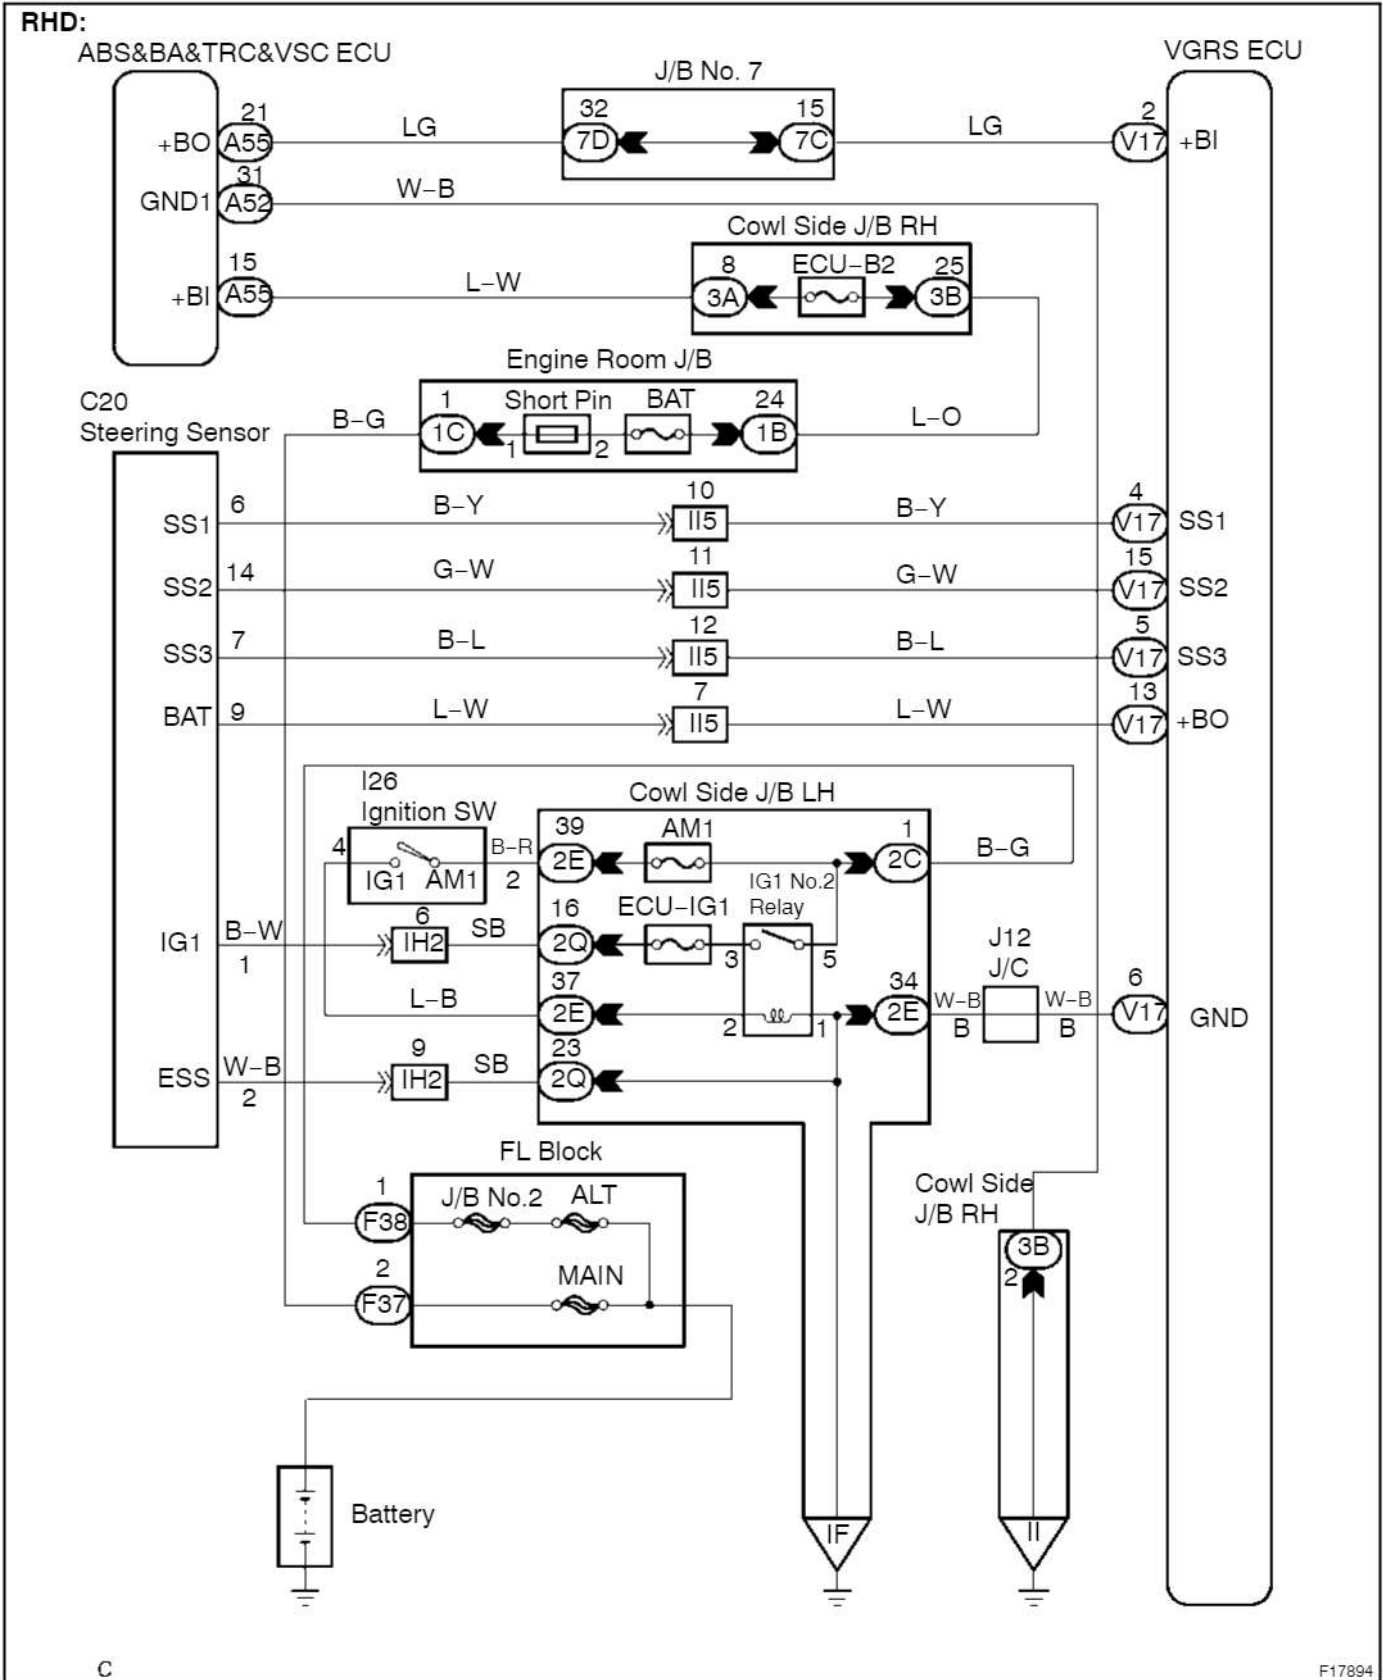 RHD:
ABS&BA&TRC&VSC ECU
VGRS ECU
J/B No. 7
21
32
15
2
+BO
A55
LG
7D
7C
LG
V17
+BI
31
GND1
A52
W–B
Cowl Side J/B RH
15
8
ECU–B2
25
+BI
A55
L–W
3A
3B
Engine Room J/B
C20
Steering Sensor
1
Short Pin
BAT
24
B–G
1C
1
2
1B
L–O
6
10
4
SS1
B–Y
II5
B–Y
V17
SS1
14
11
15
SS2
G–W
II5
G–W
V17
SS2
7
12
5
SS3
B–L
II5
B–L
V17
SS3
9
7
13
BAT
L–W
II5
L–W
V17
+BO
I26
Ignition SW
Cowl Side J/B LH
39
AM1
1
4
IG1
AM1
B–R
2
2E
2C
B–G
IG1 No.2
Relay
6
16
ECU–IG1
IG1
B–W
1
IH2
SB
2Q
3
5
J12
J/C
37
34
6
L–B
2E
2
1
2E
W–B
B
W–B
B
V17
GND
9
23
ESS
W–B
2
IH2
SB
2Q
FL Block
1
J/B No.2
ALT
F38
Cowl Side
J/B RH
2
MAIN
F37
3B
2
Battery
IF
II
C
F17894